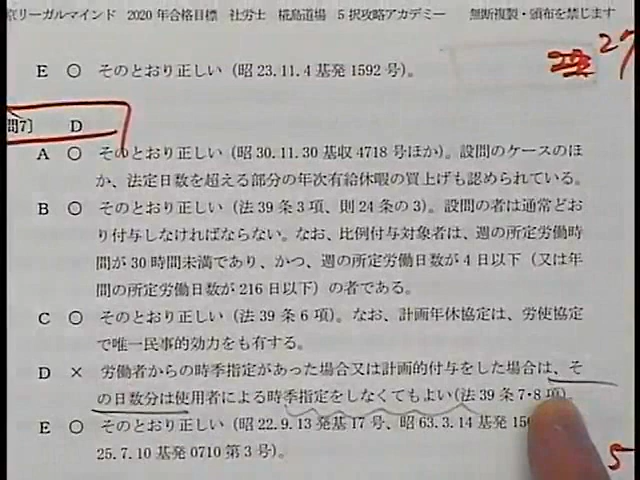 京リーガルマインド 2020年合格目標 社労士 椛島道場 5択攻略アカデミー 無断複製・頒布を禁じます
27
E ○ そのとおり正しい(昭23.11.4基発1592号)。
問7] D
A ○ そのとおり正しい(昭30.11.30基収4718号ほか)。設問のケースのほ
か、法定日数を超える部分の年次有給休暇の買上げも認められている。
B ○ そのとおり正しい(法39条3項、則24条の3)。設問の者は通常どお
り付与しなければならない。なお、比例付与対象者は、週の所定労働時
間が30時間未満であり、かつ、週の所定労働日数が4日以下(又は年
間の所定労働日数が216日以下)の者である。
C ○ そのとおり正しい(法39条6項)。なお、計画年休協定は、労使協定
で唯一民事的効力をも有する。
D × 労働者からの時季指定があった場合又は計画的付与をした場合は、そ
の日数分は使用者による時季指定をしなくてもよい(法39条7・8項)。
E ○ そのとおり正しい(昭22.9.13発基17号、昭63.3.14基発15
25.7.10基発0710第3号)。
5